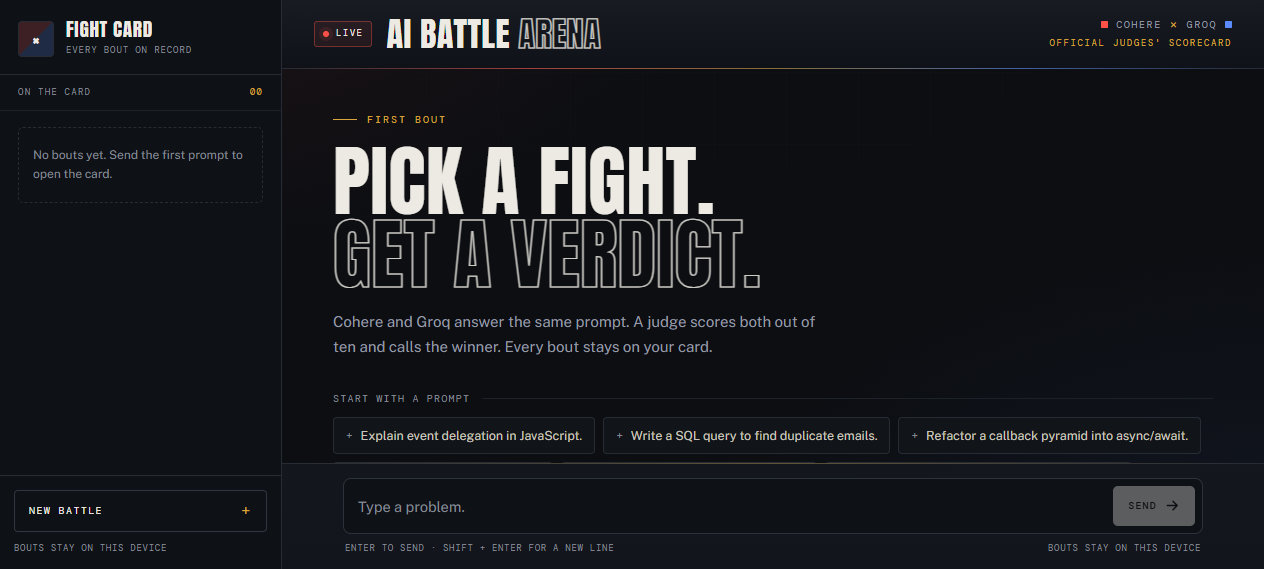 FIGHT CARD
EVERY BOUT ON RECORD
ON THE CARD 00
No bouts yet. Send the first prompt to
open the card.
NEW BATTLE +
BOUTS STAY ON THIS DEVICE
LIVE
AI BATTLE ARENA
COHERE × GROQ
OFFICIAL JUDGES' SCORECARD
FIRST BOUT
PICK A FIGHT.
GET A VERDICT.
Cohere and Groq answer the same prompt. A judge scores both out of
ten and calls the winner. Every bout stays on your card.
START WITH A PROMPT
+ Explain event delegation in JavaScript.
+ Write a SQL query to find duplicate emails.
+ Refactor a callback pyramid into async/await.
Type a problem.
SEND →
ENTER TO SEND · SHIFT + ENTER FOR A NEW LINE
BOUTS STAY ON THIS DEVICE